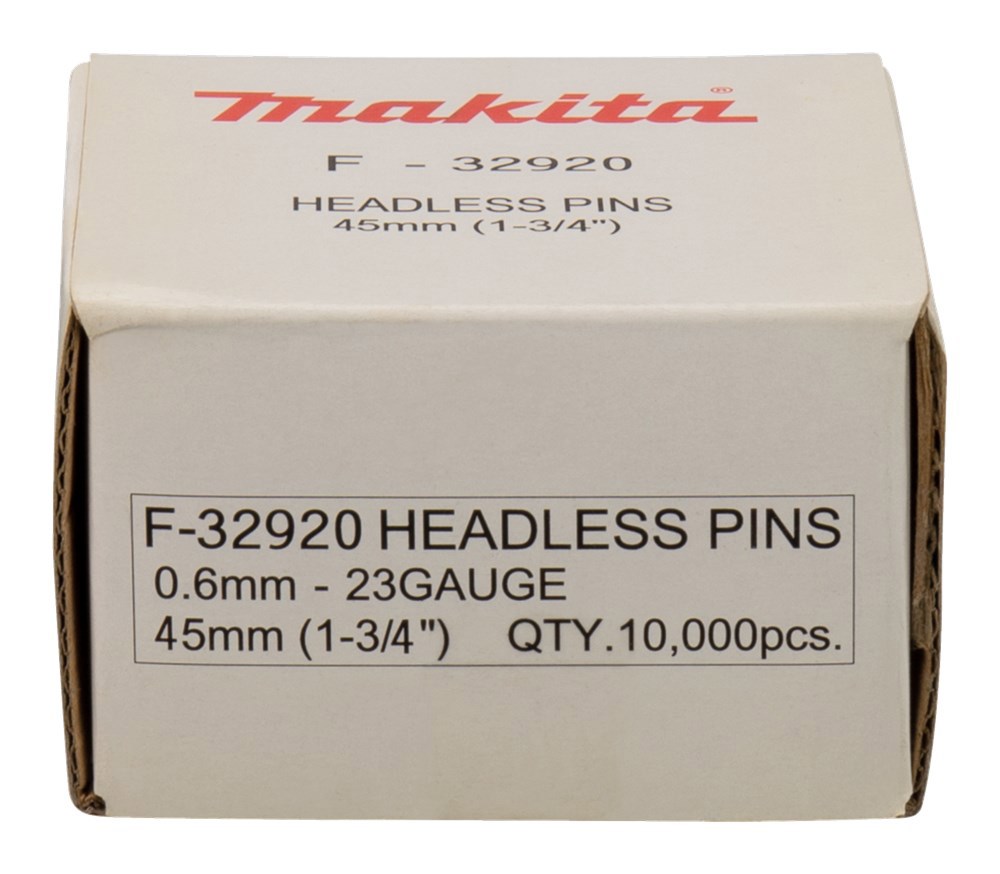 makita®
F - 32920
HEADLESS PINS
45mm (1-3/4")
F-32920 HEADLESS PINS
0.6mm - 23GAUGE
45mm (1-3/4") QTY.10,000pcs.